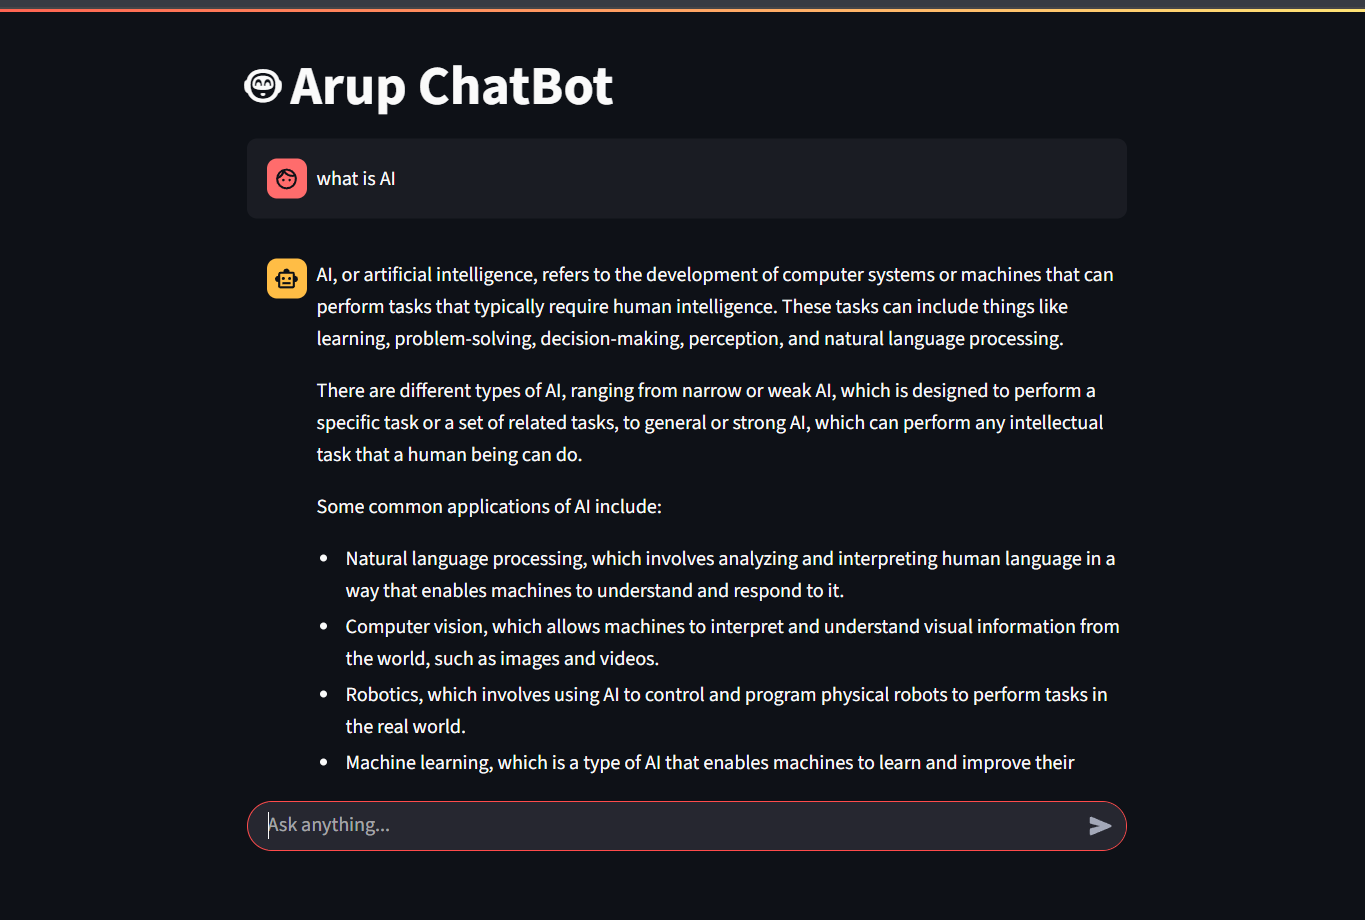 Arup ChatBot
what is AI
AI, or artificial intelligence, refers to the development of computer systems or machines that can
perform tasks that typically require human intelligence. These tasks can include things like
learning, problem-solving, decision-making, perception, and natural language processing.
There are different types of AI, ranging from narrow or weak AI, which is designed to perform a
specific task or a set of related tasks, to general or strong AI, which can perform any intellectual
task that a human being can do.
Some common applications of AI include:
• Natural language processing, which involves analyzing and interpreting human language in a
way that enables machines to understand and respond to it.
• Computer vision, which allows machines to interpret and understand visual information from
the world, such as images and videos.
• Robotics, which involves using AI to control and program physical robots to perform tasks in
the real world.
• Machine learning, which is a type of AI that enables machines to learn and improve their
Ask anything...